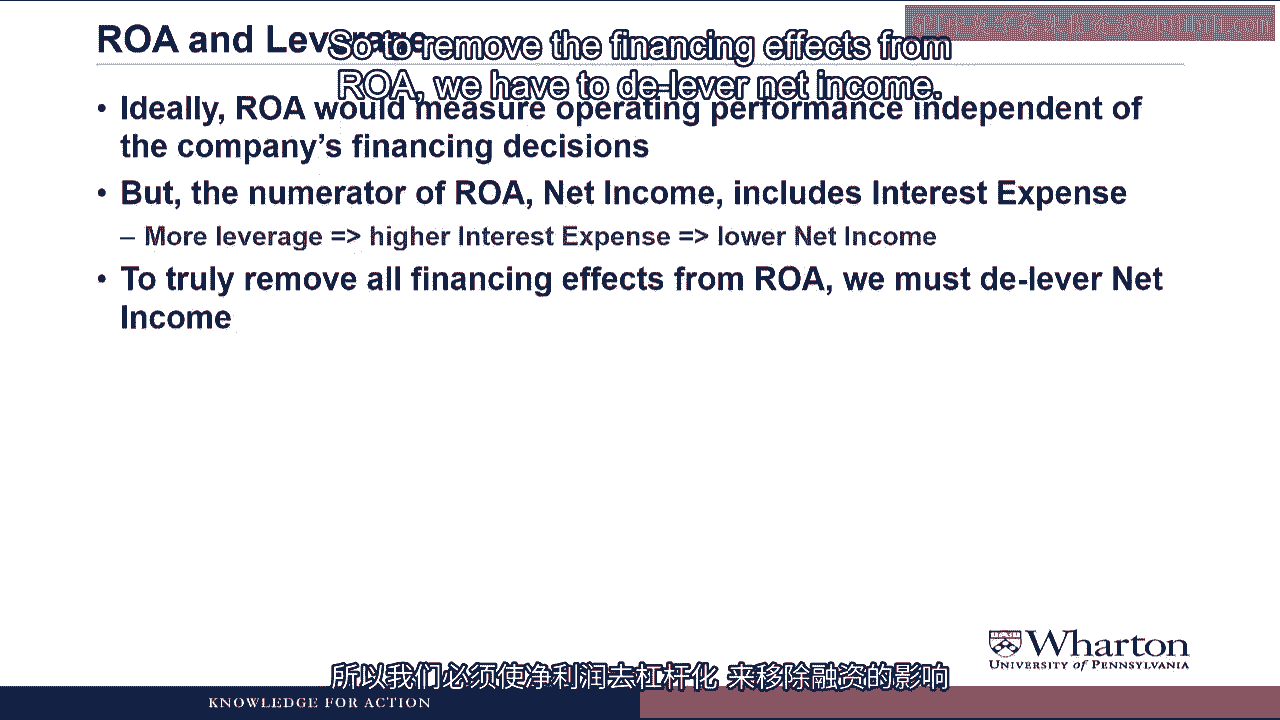 ROA and Leverage
So to remove the financing effects from
ROA, we have to de-lever net income.
• Ideally, ROA would measure operating performance independent of
the company's financing decisions
• But, the numerator of ROA, Net Income, includes Interest Expense
– More leverage => higher Interest Expense => lower Net Income
• To truly remove all financing effects from ROA, we must de-lever Net
Income
Wharton
UNIVERSITY of PENNSYLVANIA
所以我们必须使净利润去杠杆化 来移除融资的影响
KNOWLEDGE FOR ACTION